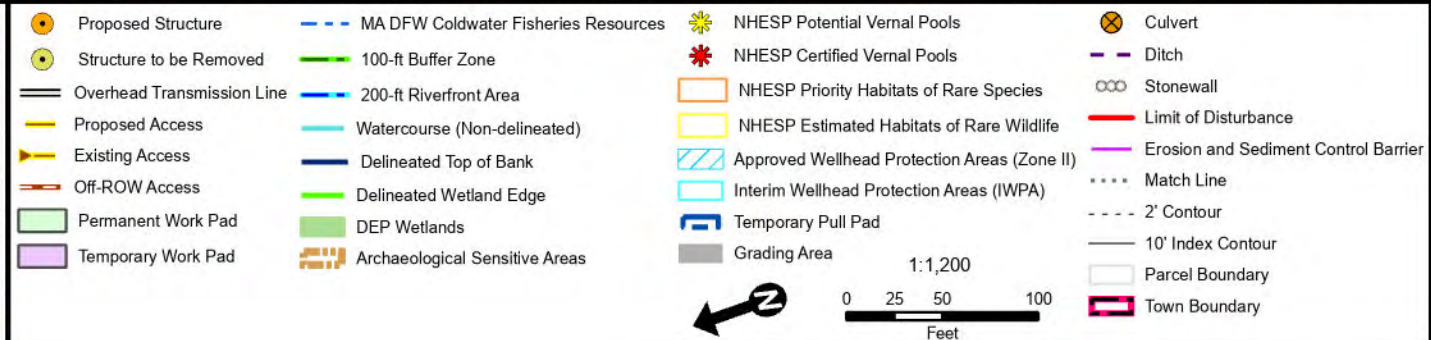 Proposed Structure
Structure to be Removed
Overhead Transmission Line
Proposed Access
Existing Access
Off-ROW Access
Permanent Work Pad
Temporary Work Pad
MA DFW Coldwater Fisheries Resources
100-ft Buffer Zone
200-ft Riverfront Area
Watercourse (Non-delineated)
Delineated Top of Bank
Delineated Wetland Edge
DEP Wetlands
Archaeological Sensitive Areas
NHESP Potential Vernal Pools
NHESP Certified Vernal Pools
NHESP Priority Habitats of Rare Species
NHESP Estimated Habitats of Rare Wildlife
Approved Wellhead Protection Areas (Zone II)
Interim Wellhead Protection Areas (IWPA)
Temporary Pull Pad
Grading Area
N
1:1,200
0 25 50 100
Feet
Culvert
Ditch
Stonewall
Limit of Disturbance
Erosion and Sediment Control Barrier
Match Line
2' Contour
10' Index Contour
Parcel Boundary
Town Boundary